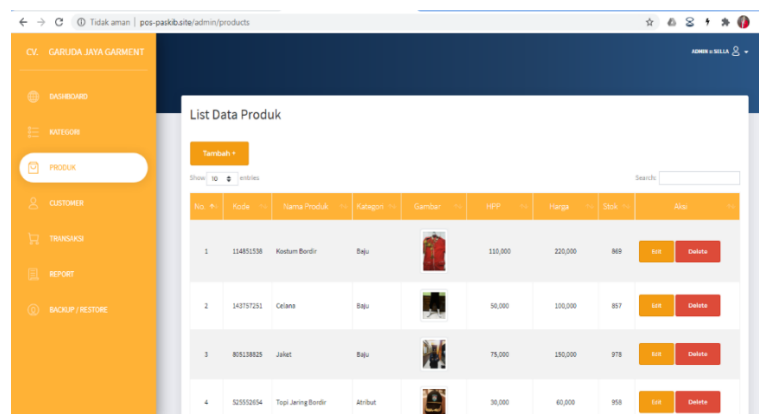 Tidak aman | pos-paskib.site/admin/products
CV. GARUDA JAYA GARMENT
DASHBOARD
KATEGORI
PRODUK
CUSTOMER
TRANSAKSI
REPORT
BACKUP / RESTORE
List Data Produk
Tambah +
Show 10 entries
Search:
No. Kode Nama Produk Kategori Gambar HPP Harga Stok Aksi
1 114851538 Kostum Bordir Baju 110,000 220,000 869 Edit Delete
2 143757251 Celana Baju 50,000 100,000 857 Edit Delete
3 805138825 Jaket Baju 75,000 150,000 978 Edit Delete
4 525552654 Topi Jaring Bordir Atribut 30,000 60,000 958 Edit Delete